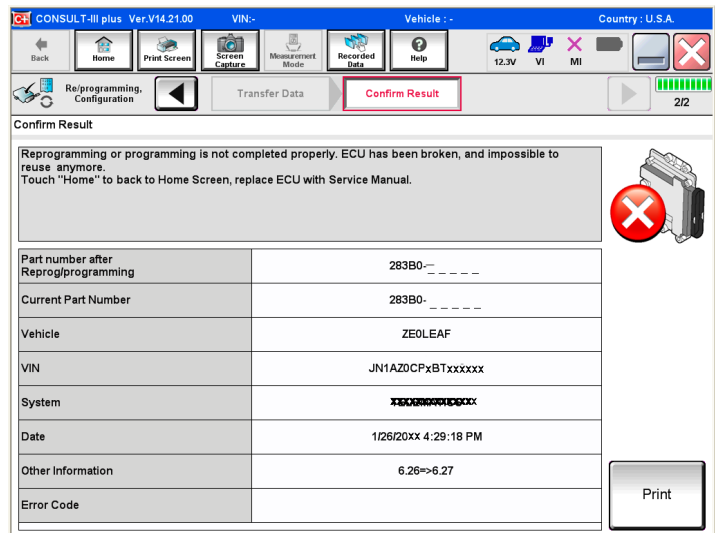 C+ CONSULT-III plus Ver.V14.21.00 VIN:- Vehicle : - Country : U.S.A.
Back Home Print Screen Screen Capture Measurement Mode Recorded Data Help 12.3V VI MI
Re/programming, Configuration Transfer Data Confirm Result 2/2
Confirm Result
Reprogramming or programming is not completed properly. ECU has been broken, and impossible to
reuse anymore.
Touch "Home" to back to Home Screen, replace ECU with Service Manual.
Part number after
Reprog/programming
283B0-_ _ _ _ _
Current Part Number 283B0-_ _ _ _ _
Vehicle ZE0LEAF
VIN JN1AZ0CPxBTxxxxxx
System
Date 1/26/20xx 4:29:18 PM
Other Information 6.26=>6.27
Error Code
Print